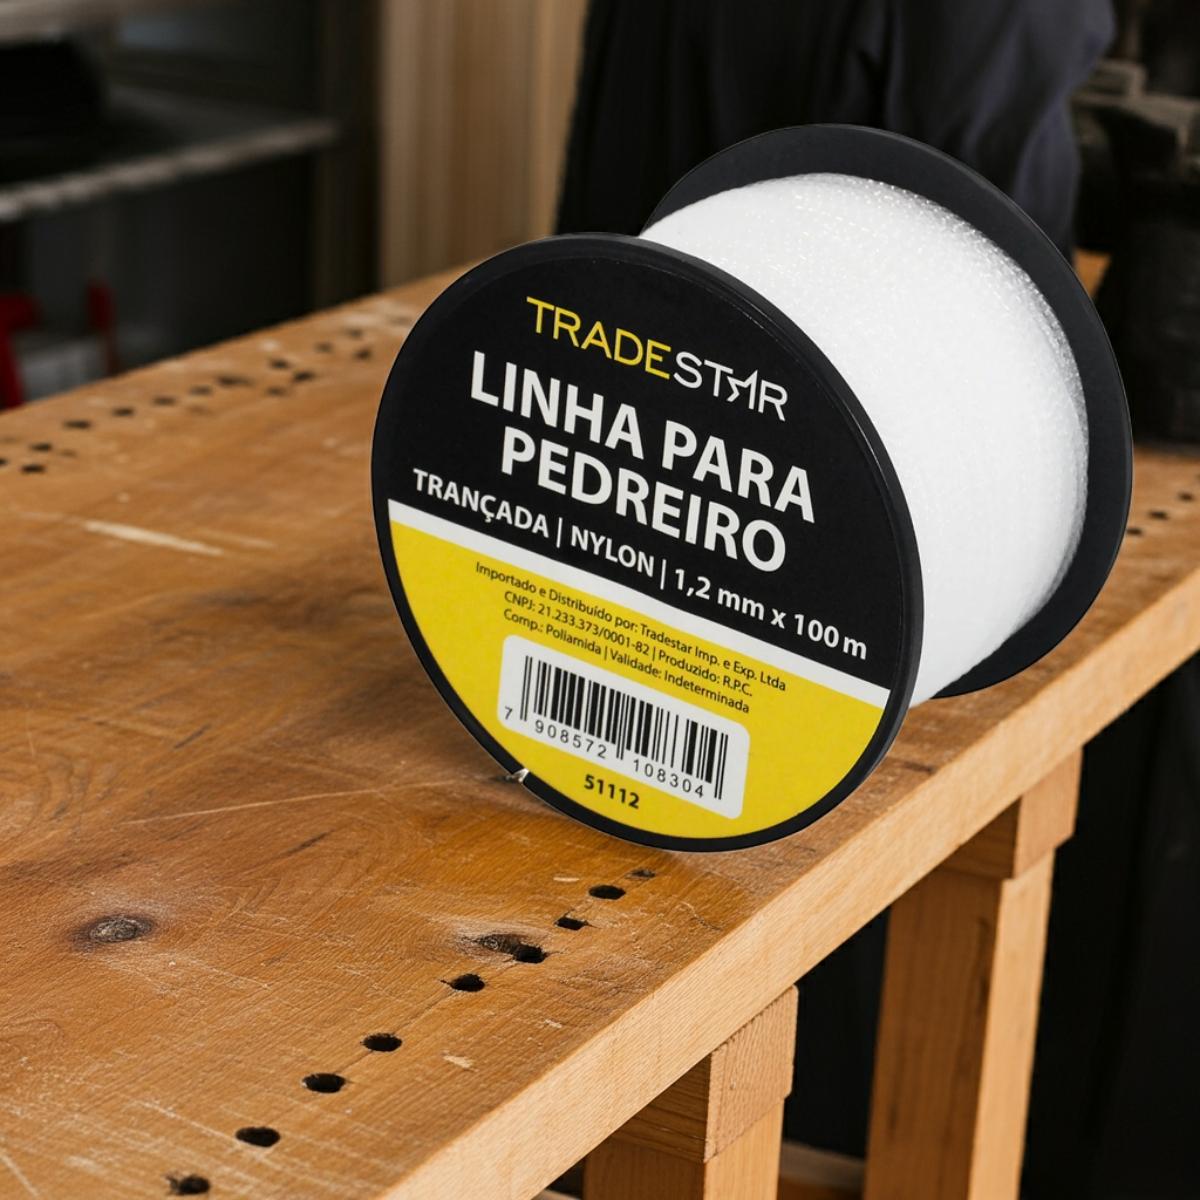 TRADESTAR
LINHA PARA
PEDREIRO
TRANÇADA | NYLON | 1,2 mm x 100 m
Importado e Distribuído por: Tradestar Imp. e Exp. Ltda
CNPJ: 21.233.373/0001-82 | Produzido: R.P.C.
Comp.: Poliamida | Validade: Indeterminada
7 908572 108304
51112